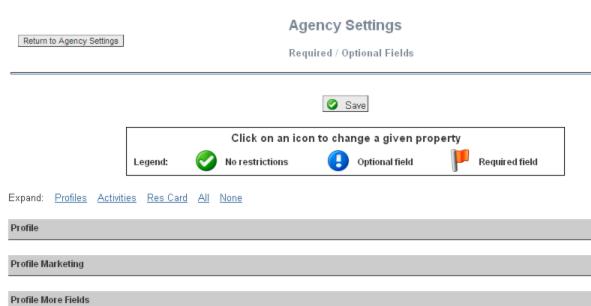 Agency Settings
Return to Agency Settings
Required / Optional Fields
Save
Click on an icon to change a given property
Legend: No restrictions Optional field Required field
Expand: Profiles Activities Res Card All None
Profile
Profile Marketing
Profile More Fields